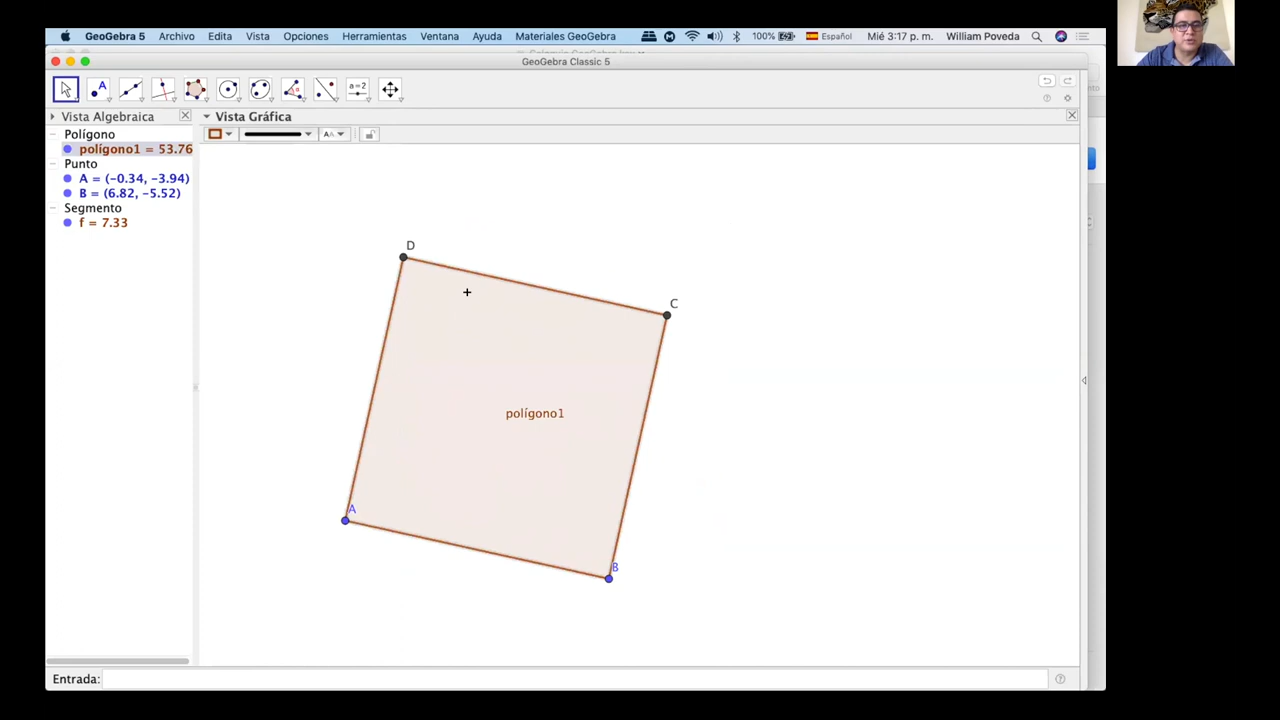 GeoGebra 5 Archivo Edita Vista Opciones Herramientas Ventana Ayuda Materiales GeoGebra 100% Español Mié 3:17 p. m. William Poveda
GeoGebra Classic 5
A α a=2
Vista Algebraica
Vista Gráfica
AA
Polígono
polígono1 = 53.76
Punto
A = (-0.34, -3.94)
B = (6.82, -5.52)
Segmento
f = 7.33
D
C
polígono1
A
B
Entrada: